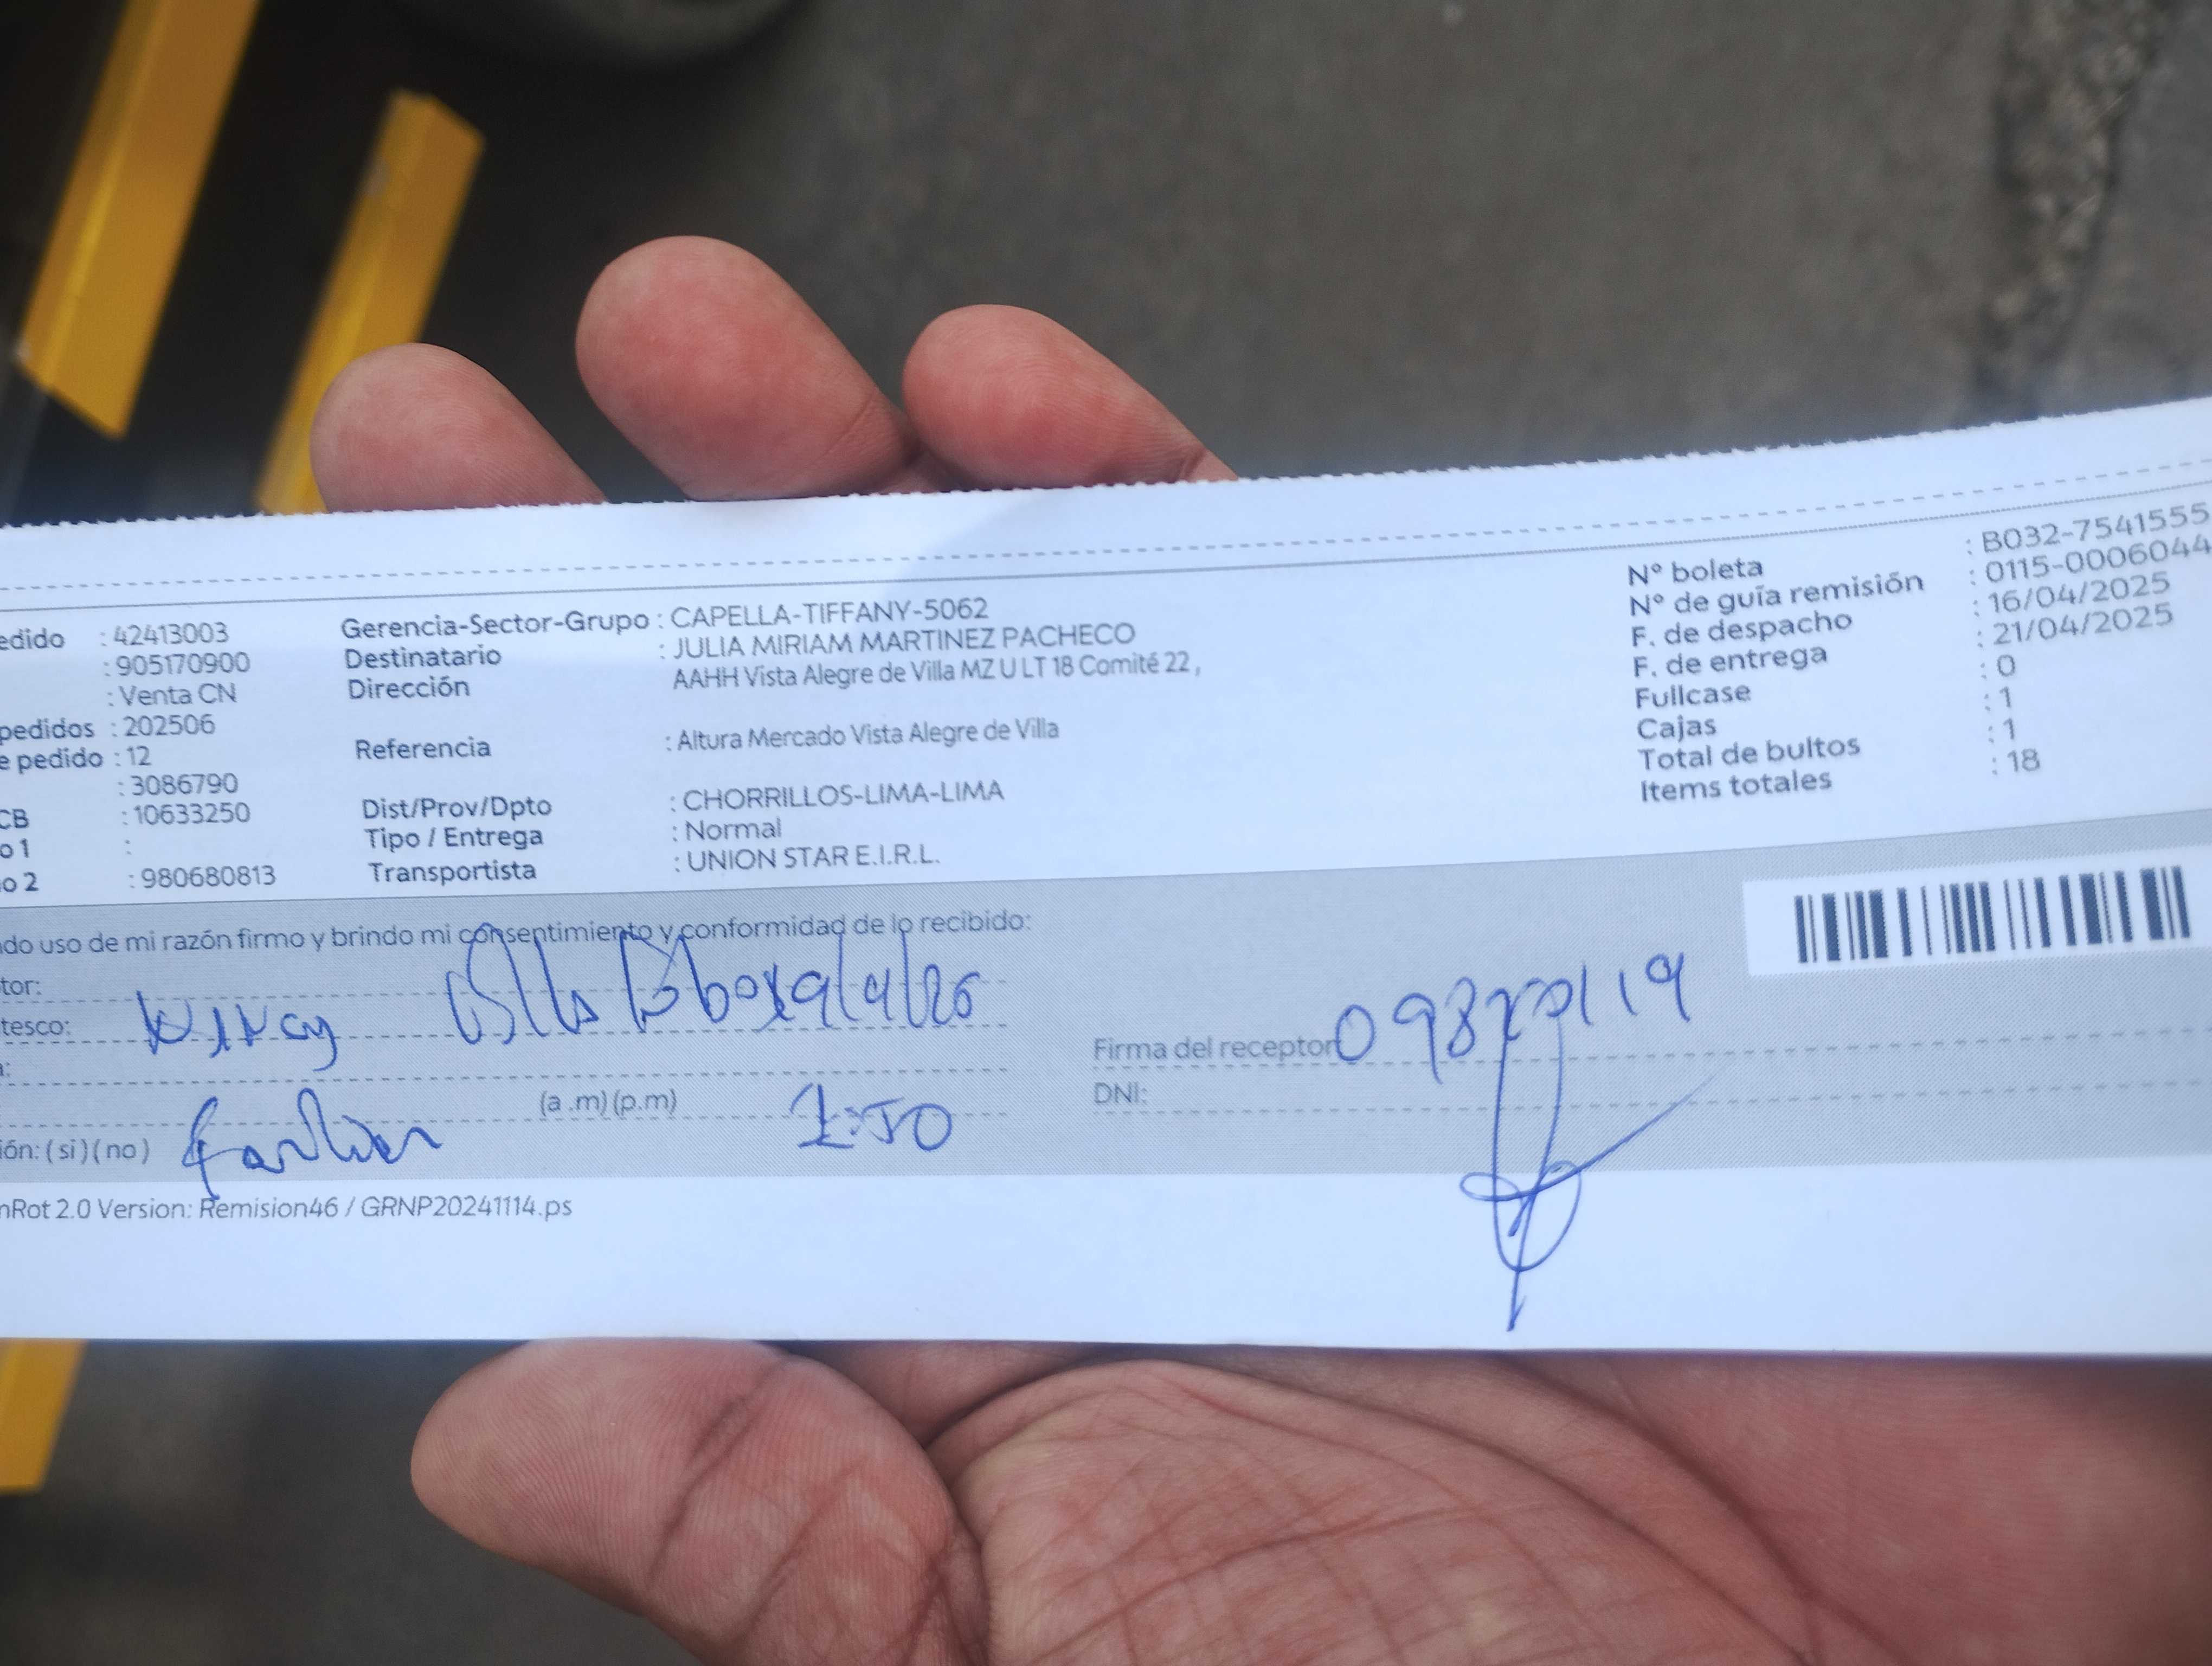 edido : 42413003
: 905170900
: Venta CN
pedidos : 202506
e pedido : 12
: 3086790
CB : 10633250
o 1 :
o 2 : 980680813
Gerencia-Sector-Grupo : CAPELLA-TIFFANY-5062
Destinatario : JULIA MIRIAM MARTINEZ PACHECO
Dirección AAHH Vista Alegre de Villa MZ U LT 18 Comité 22 ,
Referencia : Altura Mercado Vista Alegre de Villa
Dist/Prov/Dpto : CHORRILLOS-LIMA-LIMA
Tipo / Entrega : Normal
Transportista : UNION STAR E.I.R.L.
N° boleta : B032-7541555
N° de guía remisión : 0115-0006044
F. de despacho : 16/04/2025
F. de entrega : 21/04/2025
Fullcase : 0
Cajas : 1
Total de bultos : 1
Items totales : 18
do uso de mi razón firmo y brindo mi consentimiento y conformidad de lo recibido:
tor:
tesco:
Firma del receptor
(a .m) (p.m) 1:50
DNI:
ión: ( si ) ( no )
nRot 2.0 Version: Remision46 / GRNP20241114.ps